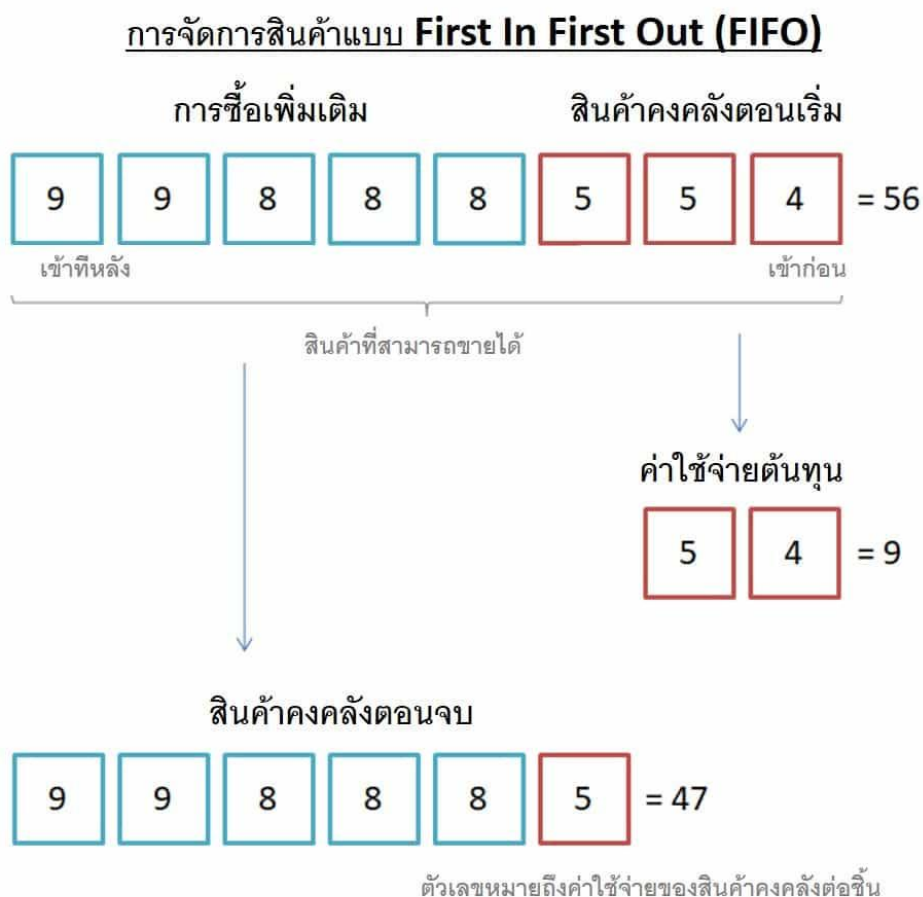 การจัดการสินค้าแบบ First In First Out (FIFO)
การซื้อเพิ่มเติม สินค้าคงคลังตอนเริ่ม
9 9 8 8 8 5 5 4 = 56
เข้าทีหลัง เข้าก่อน
สินค้าที่สามารถขายได้
ค่าใช้จ่ายต้นทุน
5 4 = 9
สินค้าคงคลังตอนจบ
9 9 8 8 8 5 = 47
ตัวเลขหมายถึงค่าใช้จ่ายของสินค้าคงคลังต่อชิ้น